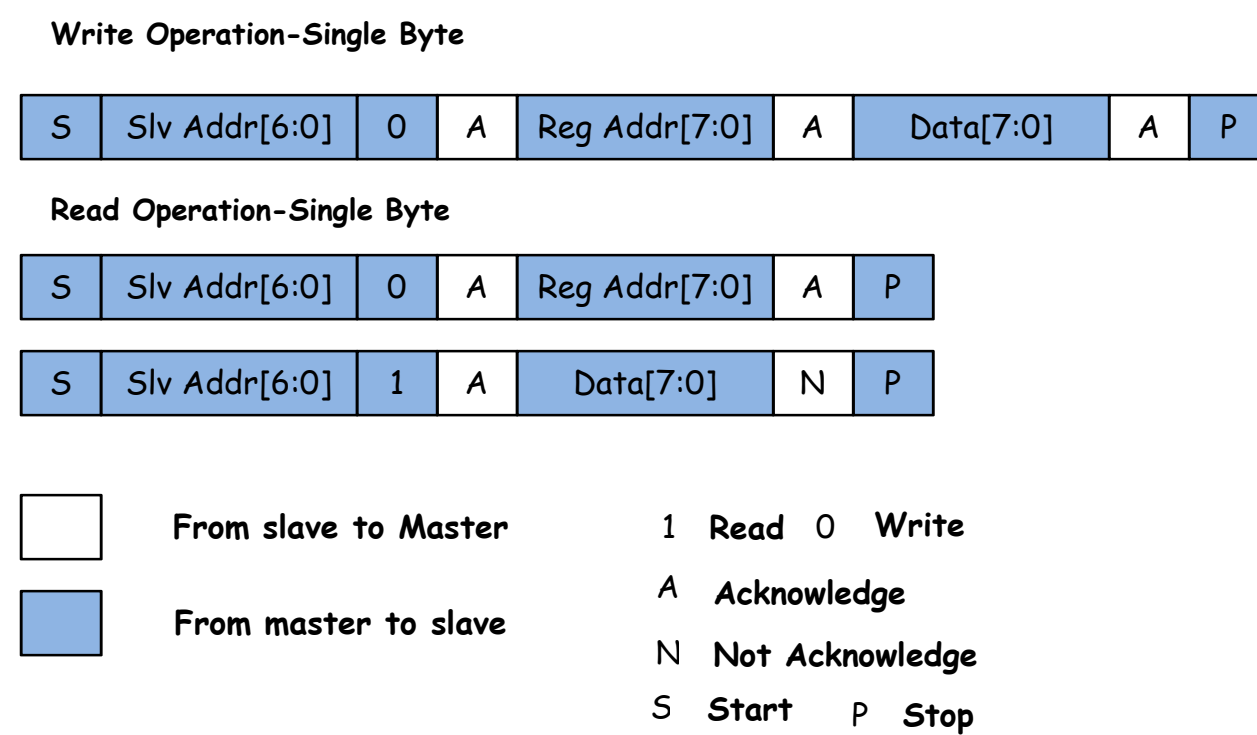 Write Operation-Single Byte
S Slv Addr[6:0] 0 A Reg Addr[7:0] A Data[7:0] A P
Read Operation-Single Byte
S Slv Addr[6:0] 0 A Reg Addr[7:0] A P
S Slv Addr[6:0] 1 A Data[7:0] N P
From slave to Master
From master to slave
1 Read 0 Write
A Acknowledge
N Not Acknowledge
S Start P Stop